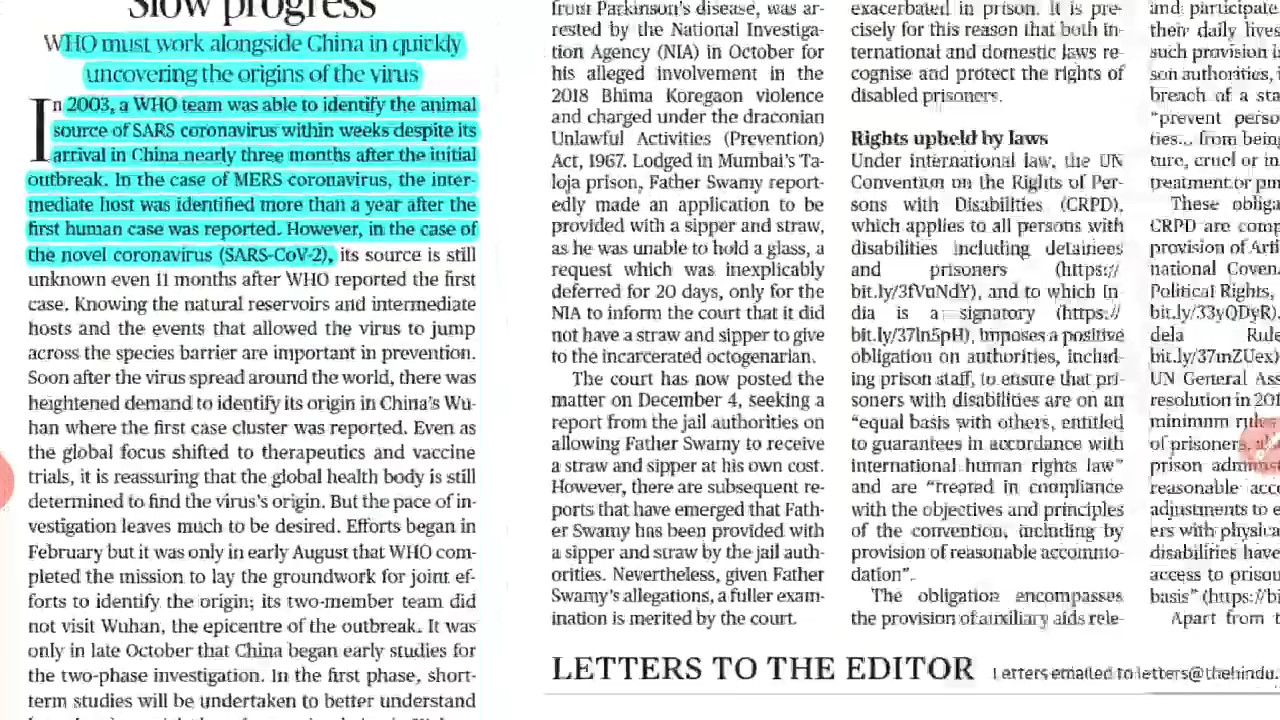 Slow progress
WHO must work alongside China in quickly
uncovering the origins of the virus
In 2003, a WHO team was able to identify the animal
source of SARS coronavirus within weeks despite its
arrival in China nearly three months after the initial
outbreak. In the case of MERS coronavirus, the inter-
mediate host was identified more than a year after the
first human case was reported. However, in the case of
the novel coronavirus (SARS-CoV-2), its source is still
unknown even 11 months after WHO reported the first
case. Knowing the natural reservoirs and intermediate
hosts and the events that allowed the virus to jump
across the species barrier are important in prevention.
Soon after the virus spread around the world, there was
heightened demand to identify its origin in China's Wu-
han where the first case cluster was reported. Even as
the global focus shifted to therapeutics and vaccine
trials, it is reassuring that the global health body is still
determined to find the virus's origin. But the pace of in-
vestigation leaves much to be desired. Efforts began in
February but it was only in early August that WHO com-
pleted the mission to lay the groundwork for joint ef-
forts to identify the origin; its two-member team did
not visit Wuhan, the epicentre of the outbreak. It was
only in late October that China began early studies for
the two-phase investigation. In the first phase, short-
term studies will be undertaken to better understand
from Parkinson's disease, was ar-
rested by the National Investiga-
tion Agency (NIA) in October for
his alleged involvement in the
2018 Bhima Koregaon violence
and charged under the draconian
Unlawful Activities (Prevention)
Act, 1967. Lodged in Mumbai's Ta-
loja prison, Father Swamy report-
edly made an application to be
provided with a sipper and straw,
as he was unable to hold a glass, a
request which was inexplicably
deferred for 20 days, only for the
NIA to inform the court that it did
not have a straw and sipper to give
to the incarcerated octogenarian.
The court has now posted the
matter on December 4, seeking a
report from the jail authorities on
allowing Father Swamy to receive
a straw and sipper at his own cost.
However, there are subsequent re-
ports that have emerged that Fath-
er Swamy has been provided with
a sipper and straw by the jail auth-
orities. Nevertheless, given Father
Swamy's allegations, a fuller exam-
ination is merited by the court.
exacerbated in prison. It is pre-
cisely for this reason that both in-
ternational and domestic laws re-
cognise and protect the rights of
disabled prisoners.
Rights upheld by laws
Under international law, the UN
Convention on the Rights of Per-
sons with Disabilities (CRPD),
which applies to all persons with
disabilities including detainees
and prisoners (https://
bit.ly/3fVuNdY), and to which In-
dia is a signatory (https://
bit.ly/37ln5pH), imposes a positive
obligation on authorities, includ-
ing prison staff, to ensure that pri-
soners with disabilities are on an
"equal basis with others, entitled
to guarantees in accordance with
international human rights law"
and are "treated in compliance
with the objectives and principles
of the convention, including by
provision of reasonable accommo-
dation".
The obligation encompasses
the provision of auxiliary aids rele-
and participate
their daily lives
such provision
son authorities,
breach of a sta
"prevent perso
ties... from being
ture, cruel or in
treatment or pun
These obliga
CRPD are comp
provision of Arti
national Coven
Political Rights,
bit.ly/33yQDyR)
dela Rule
bit.ly/37mZUex)
UN General Ass
resolution in 201
minimum rules
of prisoners,
prison administ
reasonable acco
adjustments to e
ers with physica
disabilities have
access to prison
basis" (https://bi
Apart from t
LETTERS TO THE EDITOR Letters emailed to letters@thehindu.